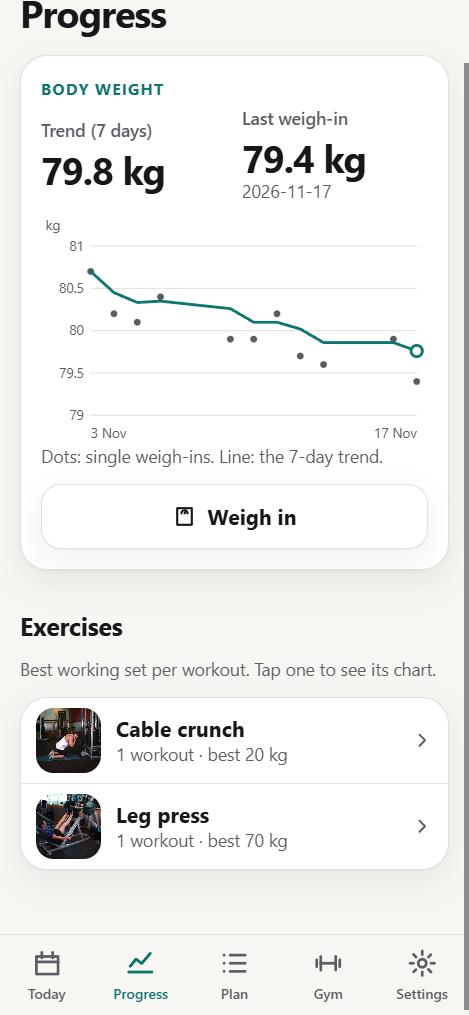 Progress
BODY WEIGHT
Trend (7 days)
79.8 kg
Last weigh-in
79.4 kg
2026-11-17
kg
81
80.5
80
79.5
79
3 Nov
17 Nov
Dots: single weigh-ins. Line: the 7-day trend.
Weigh in
Exercises
Best working set per workout. Tap one to see its chart.
Cable crunch
1 workout · best 20 kg
Leg press
1 workout · best 70 kg
Today
Progress
Plan
Gym
Settings